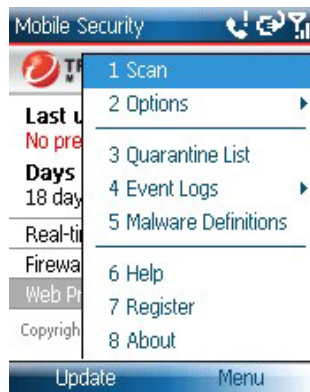 Mobile Security
1 Scan
2 Options
Last
No pre
3 Quarantine List
Days
4 Event Logs
18 day
5 Malware Definitions
Real-ti
Firewa
6 Help
Web Pr
7 Register
Copyrigh
8 About
Update Menu